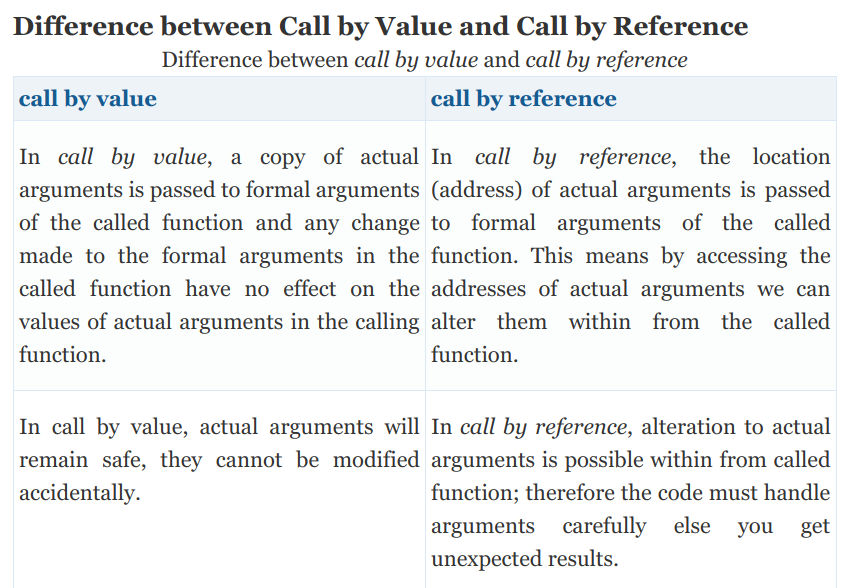 Difference between Call by Value and Call by Reference
Difference between call by value and call by reference
call by value
call by reference
In call by value, a copy of actual
arguments is passed to formal arguments
of the called function and any change
made to the formal arguments in the
called function have no effect on the
values of actual arguments in the calling
function.
In call by reference, the location
(address) of actual arguments is passed
to formal arguments of the called
function. This means by accessing the
addresses of actual arguments we can
alter them within from the called
function.
In call by value, actual arguments will
remain safe, they cannot be modified
accidentally.
In call by reference, alteration to actual
arguments is possible within from called
function; therefore the code must handle
arguments carefully else you get
unexpected results.